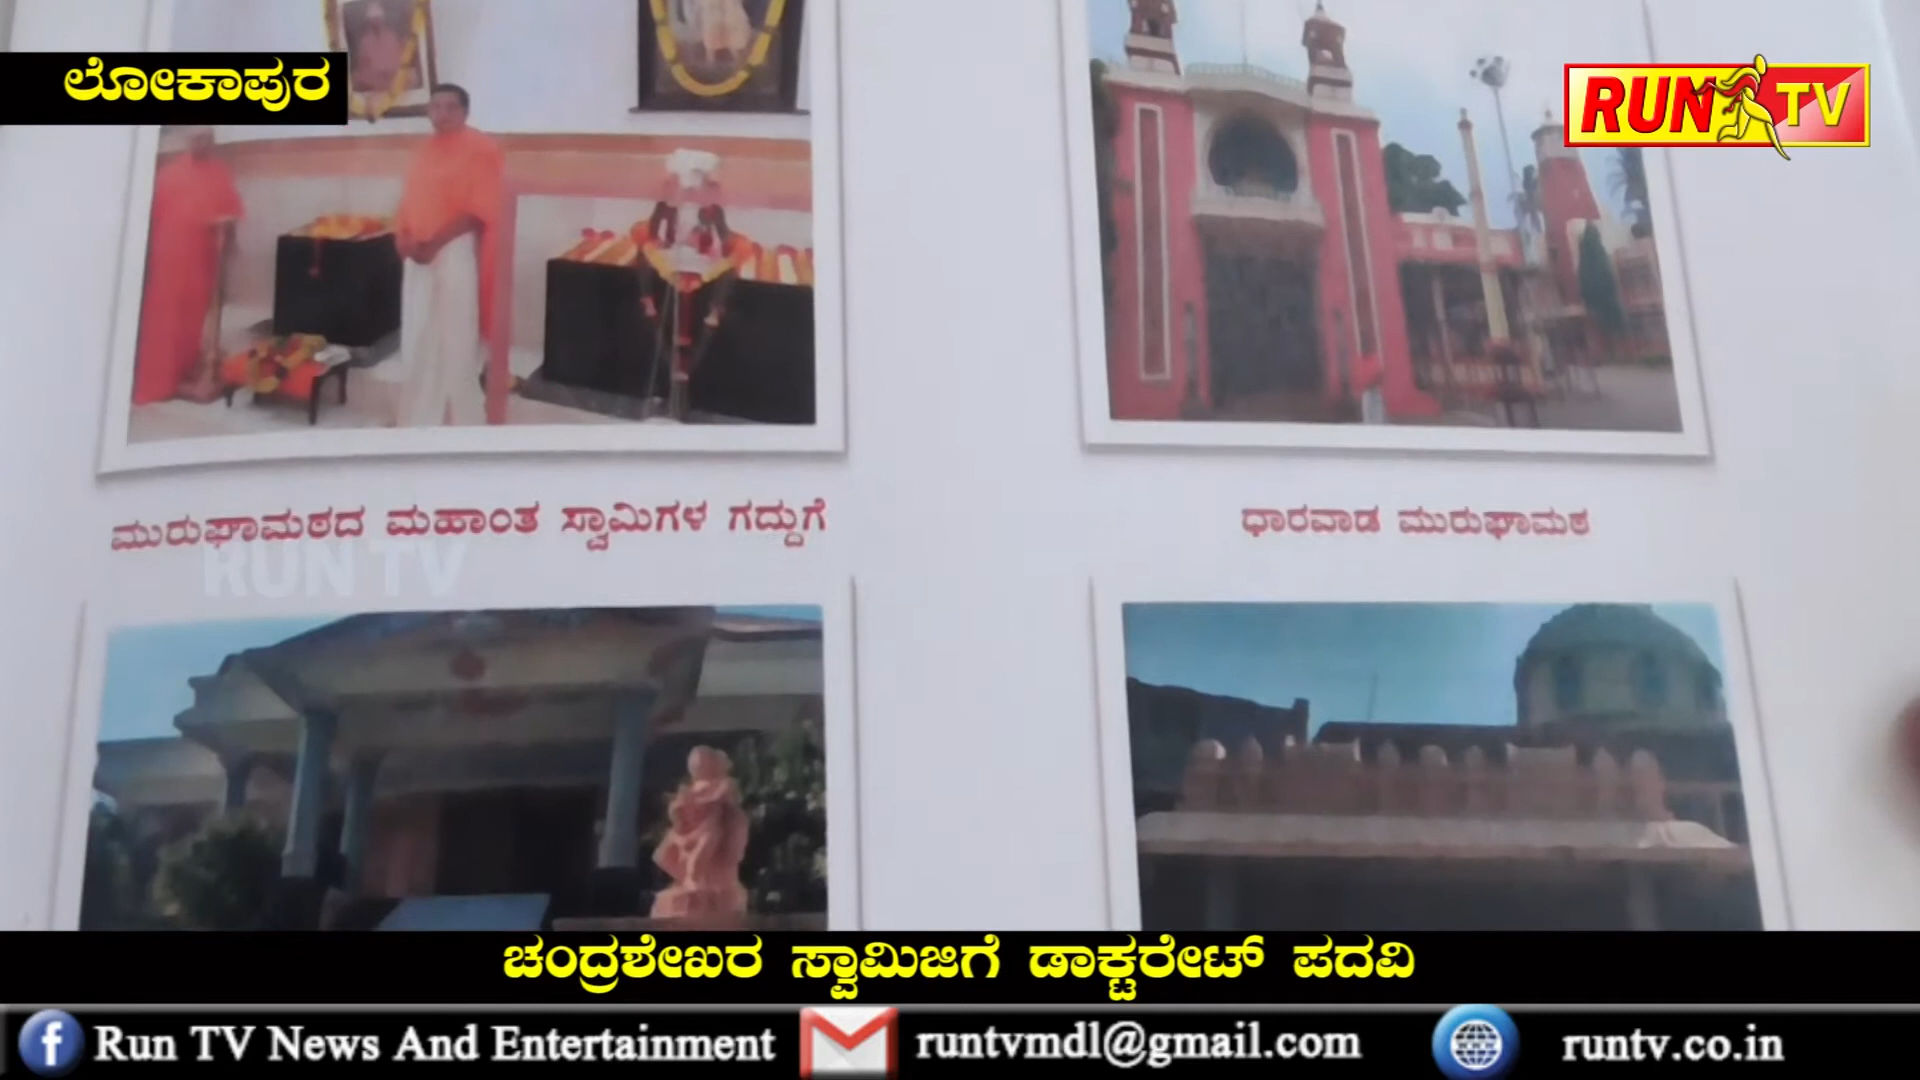 ಲೋಕಾಪುರ
RUN TV
ಮುರುಘಾಮಠದ ಮಹಾಂತ ಸ್ವಾಮಿಗಳ ಗದ್ದುಗೆ
ಧಾರವಾಡ ಮುರುಘಾಮಠ
RUN TV
ಚಂದ್ರಶೇಖರ ಸ್ವಾಮಿಜಿಗೆ ಡಾಕ್ಟರೇಟ್ ಪದವಿ
f Run TV News And Entertainment runtvmdl@gmail.com runtv.co.in